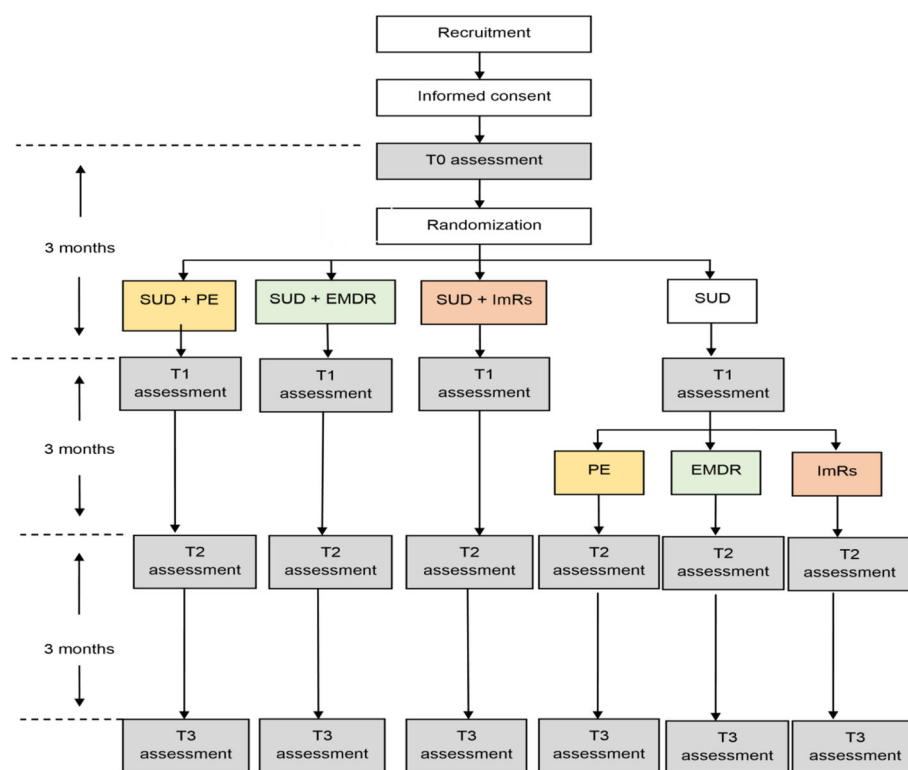 Recruitment
Informed consent
T0 assessment
Randomization
3 months
SUD + PE
SUD + EMDR
SUD + ImRs
SUD
T1
assessment
T1
assessment
T1
assessment
T1
assessment
3 months
PE
EMDR
ImRs
T2
assessment
T2
assessment
T2
assessment
T2
assessment
T2
assessment
T2
assessment
3 months
T3
assessment
T3
assessment
T3
assessment
T3
assessment
T3
assessment
T3
assessment